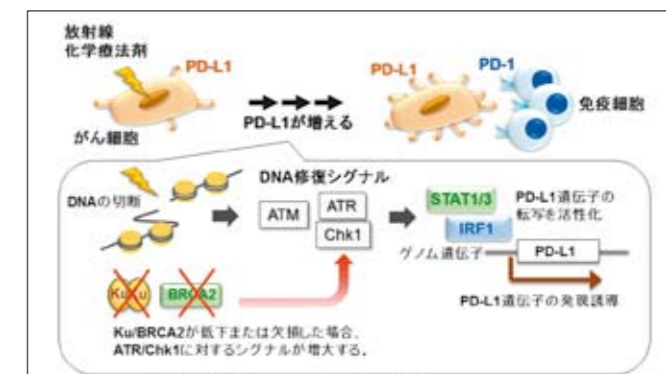 放射線
化学療法剤
PD-L1
がん細胞
PD-L1が増える
PD-L1
PD-1
免疫細胞
DNA修復シグナル
DNAの切断
ATM
ATR
Chk1
STAT1/3
IRF1
PD-L1遺伝子の
転写を活性化
ゲノム遺伝子
PD-L1
PD-L1遺伝子の発現誘導
Ku
Ku
BRCA2
Ku/BRCA2が低下または欠損した場合、
ATR/Chk1に対するシグナルが増大する。